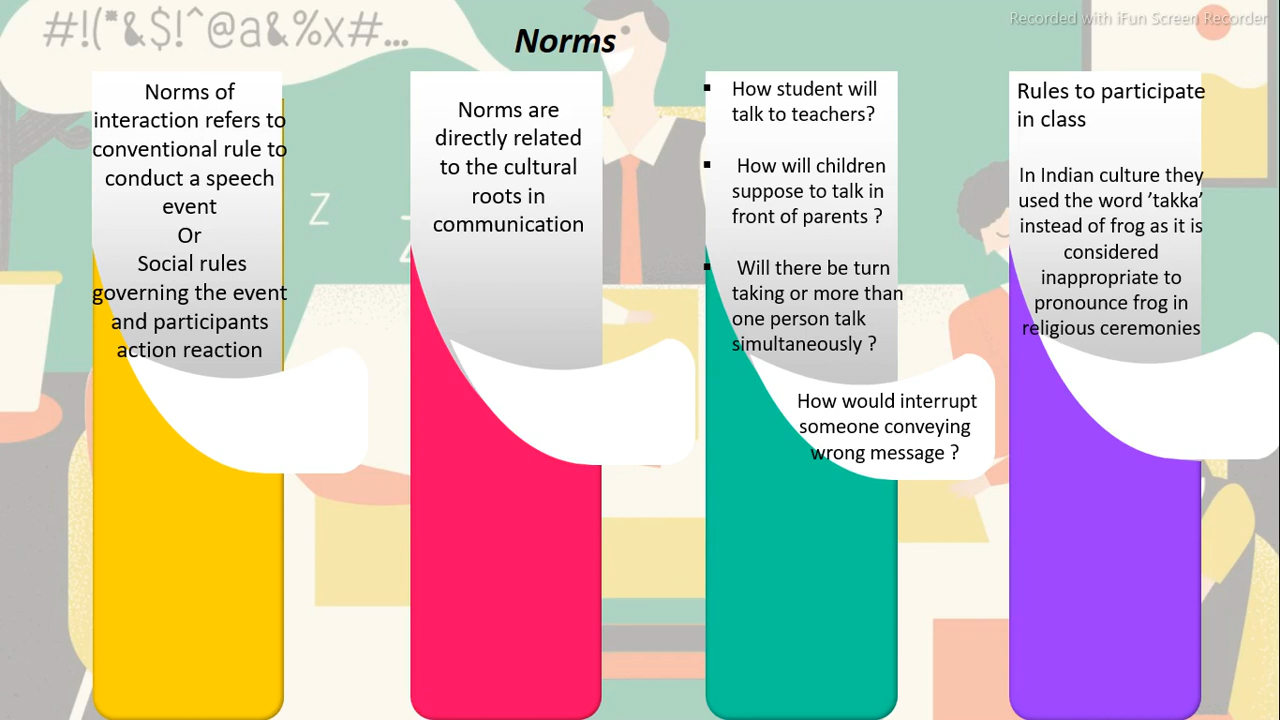 Recorded with iFun Screen Recorder
#!(*&$!^@a&%x#...
Norms
Norms of
interaction refers to
conventional rule to
conduct a speech
event
Or
Social rules
governing the event
and participants
action reaction
Norms are
directly related
to the cultural
roots in
communication
▪ How student will
talk to teachers?
▪ How will children
suppose to talk in
front of parents ?
▪ Will there be turn
taking or more than
one person talk
simultaneously ?
How would interrupt
someone conveying
wrong message ?
Rules to participate
in class
In Indian culture they
used the word ’takka’
instead of frog as it is
considered
inappropriate to
pronounce frog in
religious ceremonies
Z